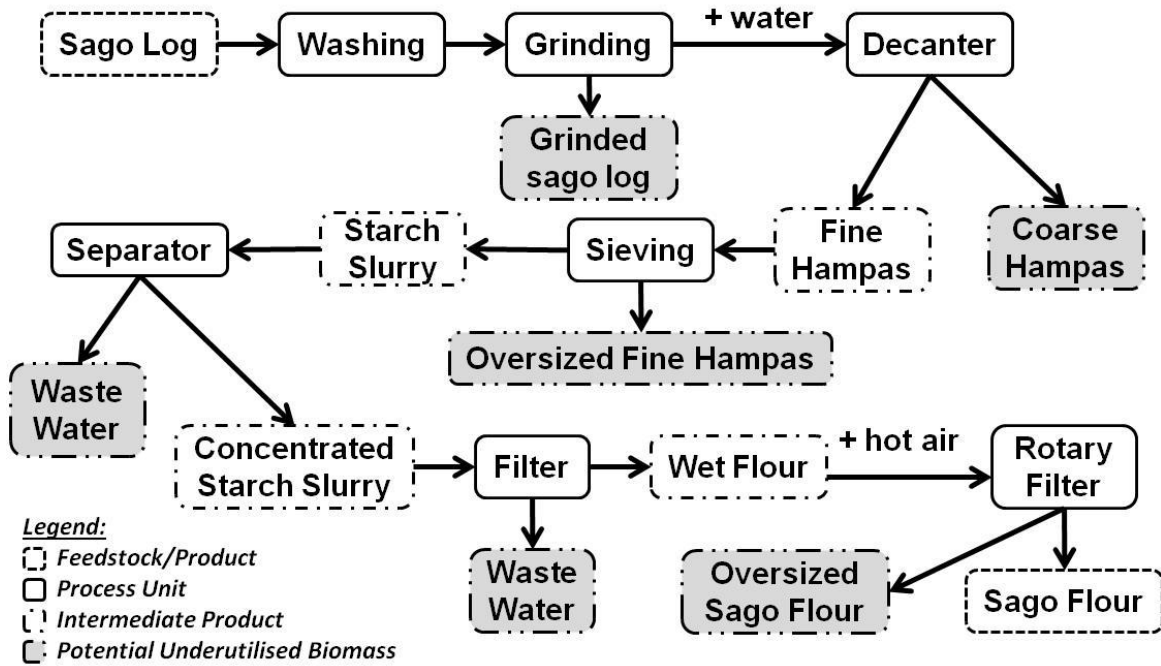 Sago Log
Washing
Grinding
+ water
Decanter
Grinded
sago log
Separator
Starch
Slurry
Sieving
Fine
Hampas
Coarse
Hampas
Oversized Fine Hampas
Waste
Water
Concentrated
Starch Slurry
Filter
Wet Flour
+ hot air
Rotary
Filter
Waste
Water
Oversized
Sago Flour
Sago Flour
Legend:
Feedstock/Product
Process Unit
Intermediate Product
Potential Underutilised Biomass